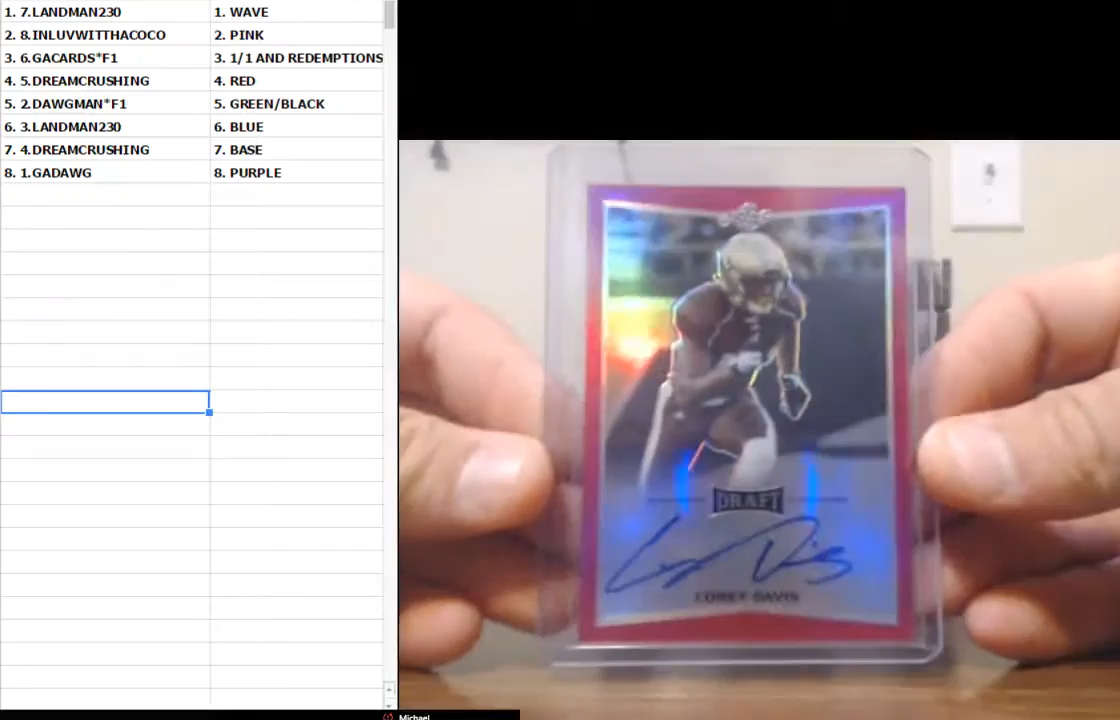 1. 7.LANDMAN230
2. 8.INLUVWITTHACOCO
3. 6.GACARDS*F1
4. 5.DREAMCRUSHING
5. 2.DAWGMAN*F1
6. 3.LANDMAN230
7. 4.DREAMCRUSHING
8. 1.GADAWG
1. WAVE
2. PINK
3. 1/1 AND REDEMPTIONS
4. RED
5. GREEN/BLACK
6. BLUE
7. BASE
8. PURPLE
DRAFT
COREY DAVIS
Michael